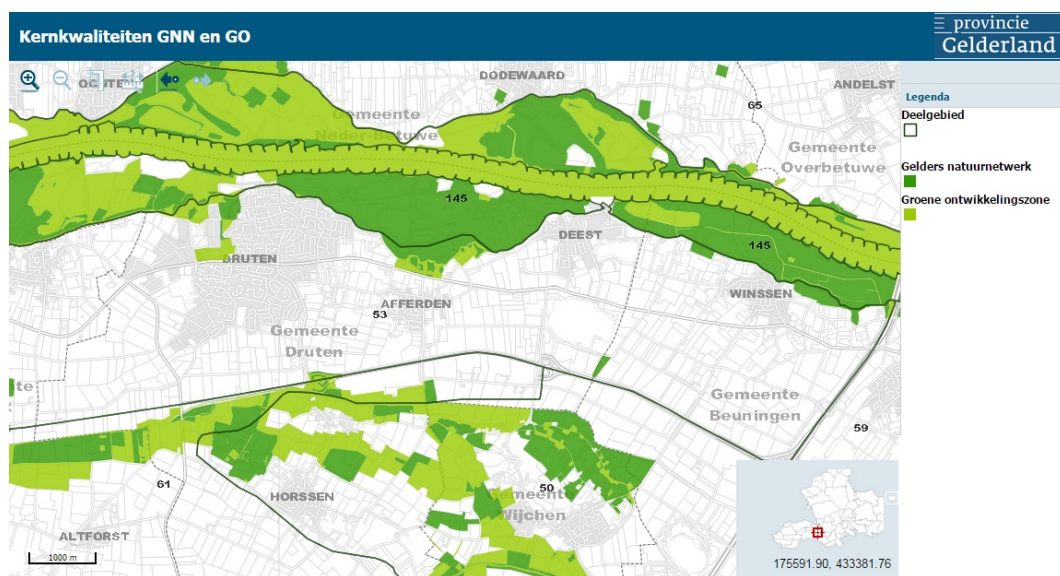 Kernkwaliteiten GNN en GO
provincie
Gelderland
DODEWAARD
ANDELST
Legenda
Deelgebied
65
Gemeente
Neder-Betuwe
Gemeente
Overbetuwe
Gelders natuurnetwerk
Groene ontwikkelingszone
145
DEEST
145
DRUTEN
WINSSEN
AFFERDEN
53
Gemeente
Druten
Gemeente
Beuningen
59
61
HORSSEN
50
Gemeente
Wijchen
ALTFORST
1000 m
175591.90, 433381.76